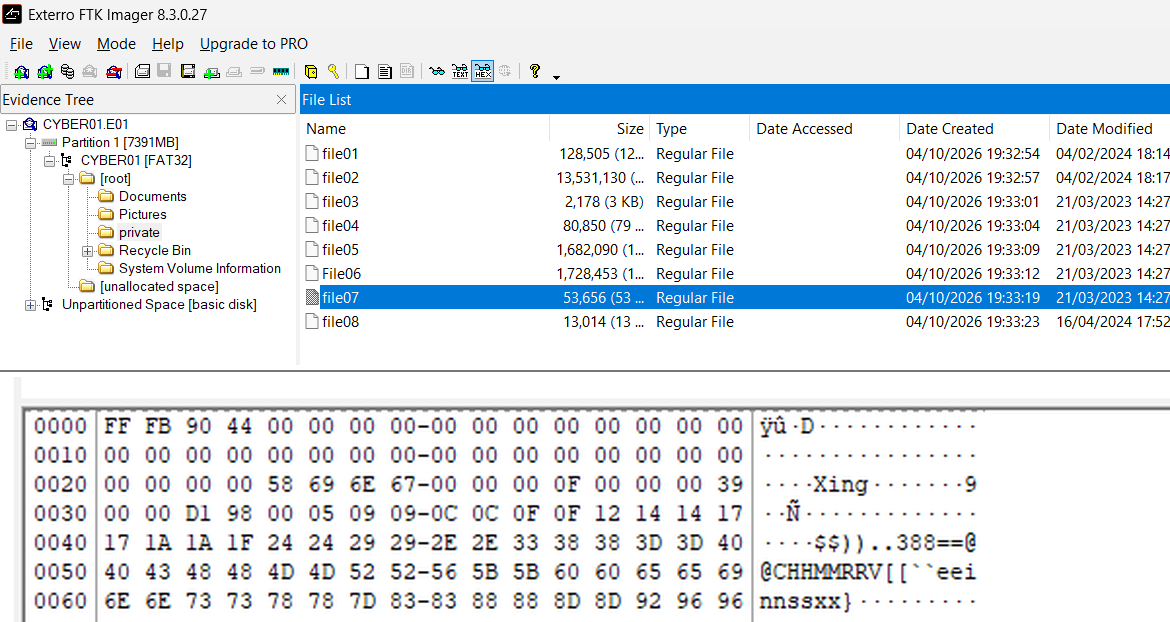 Exterro FTK Imager 8.3.0.27
File View Mode Help Upgrade to PRO
TEXT HEX
Evidence Tree
CYBER01.E01
Partition 1 [7391MB]
CYBER01 [FAT32]
[root]
Documents
Pictures
private
Recycle Bin
System Volume Information
[unallocated space]
Unpartitioned Space [basic disk]
File List
Name Size Type Date Accessed Date Created Date Modified
file01 128,505 (12... Regular File 04/10/2026 19:32:54 04/02/2024 18:14
file02 13,531,130 (... Regular File 04/10/2026 19:32:57 04/02/2024 18:17
file03 2,178 (3 KB) Regular File 04/10/2026 19:33:01 21/03/2023 14:27
file04 80,850 (79 ... Regular File 04/10/2026 19:33:04 21/03/2023 14:27
file05 1,682,090 (1... Regular File 04/10/2026 19:33:09 21/03/2023 14:27
File06 1,728,453 (1... Regular File 04/10/2026 19:33:12 21/03/2023 14:27
file07 53,656 (53 ... Regular File 04/10/2026 19:33:19 21/03/2023 14:27
file08 13,014 (13 ... Regular File 04/10/2026 19:33:23 16/04/2024 17:52
0000 FF FB 90 44 00 00 00 00-00 00 00 00 00 00 00 00 ÿû·D············
0010 00 00 00 00 00 00 00 00-00 00 00 00 00 00 00 00 ················
0020 00 00 00 00 58 69 6E 67-00 00 00 0F 00 00 00 39 ····Xing·······9
0030 00 00 D1 98 00 05 09 09-0C 0C 0F 0F 12 14 14 17 ··Ñ·············
0040 17 1A 1A 1F 24 24 29 29-2E 2E 33 38 38 3D 3D 40 ····$$))..388==@
0050 40 43 48 48 4D 4D 52 52-56 5B 5B 60 60 65 65 69 @CHHMMRRV[[``eei
0060 6E 6E 73 73 78 78 7D 83-83 88 88 8D 8D 92 96 96 nnssxx}·········